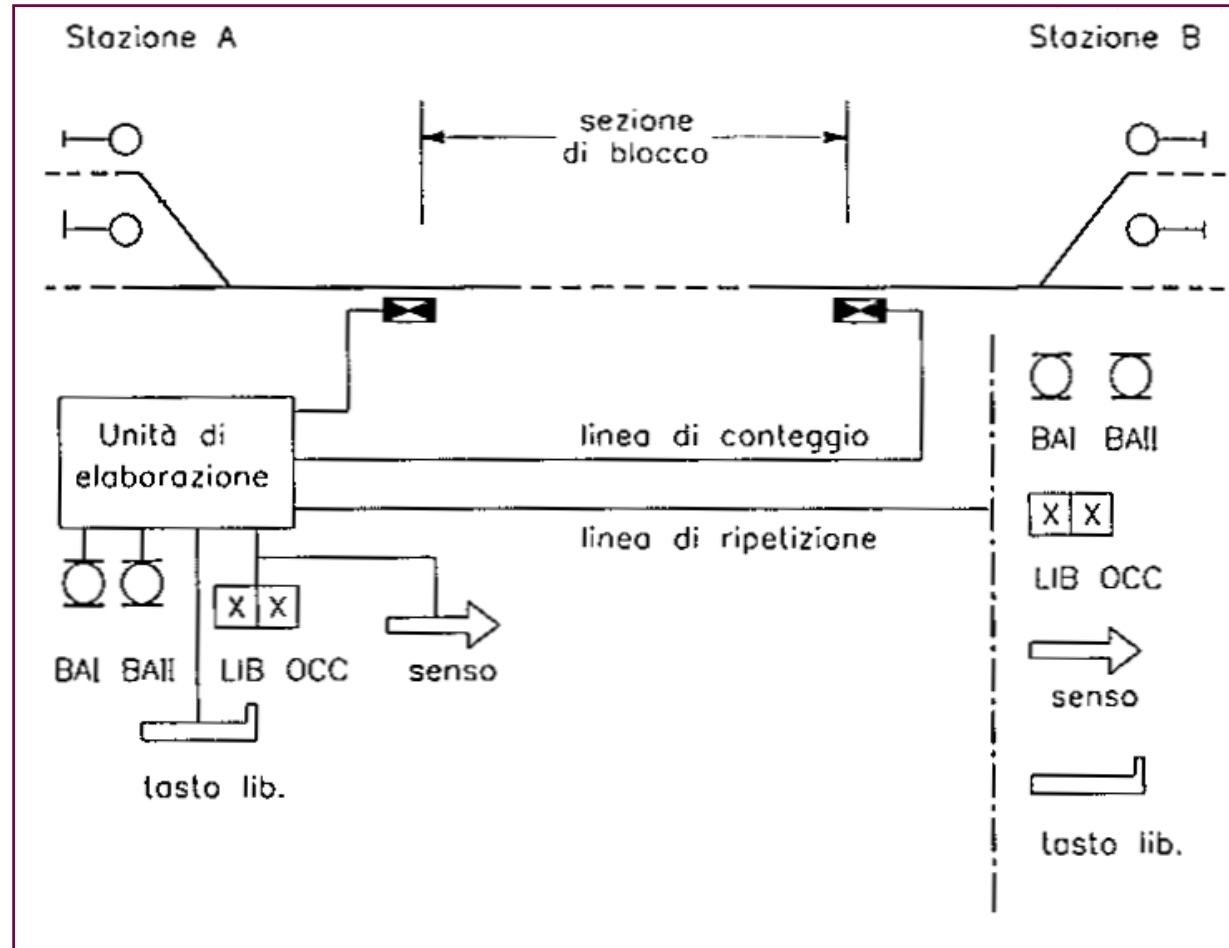 Stazione A
Stazione B
sezione
di blocco
Unità di
elaborazione
linea di conteggio
linea di ripetizione
BAI BAII
X X
LIB OCC
senso
tasto lib.
BAI BAII
X X
LIB OCC
senso
tasto lib.